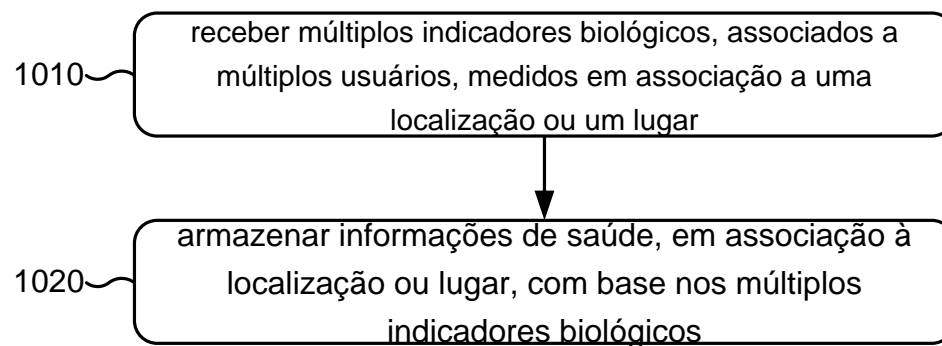 receber múltiplos indicadores biológicos, associados a
1010 múltiplos usuários, medidos em associação a uma
localização ou um lugar
armazenar informações de saúde, em associação à
1020 localização ou lugar, com base nos múltiplos
indicadores biológicos